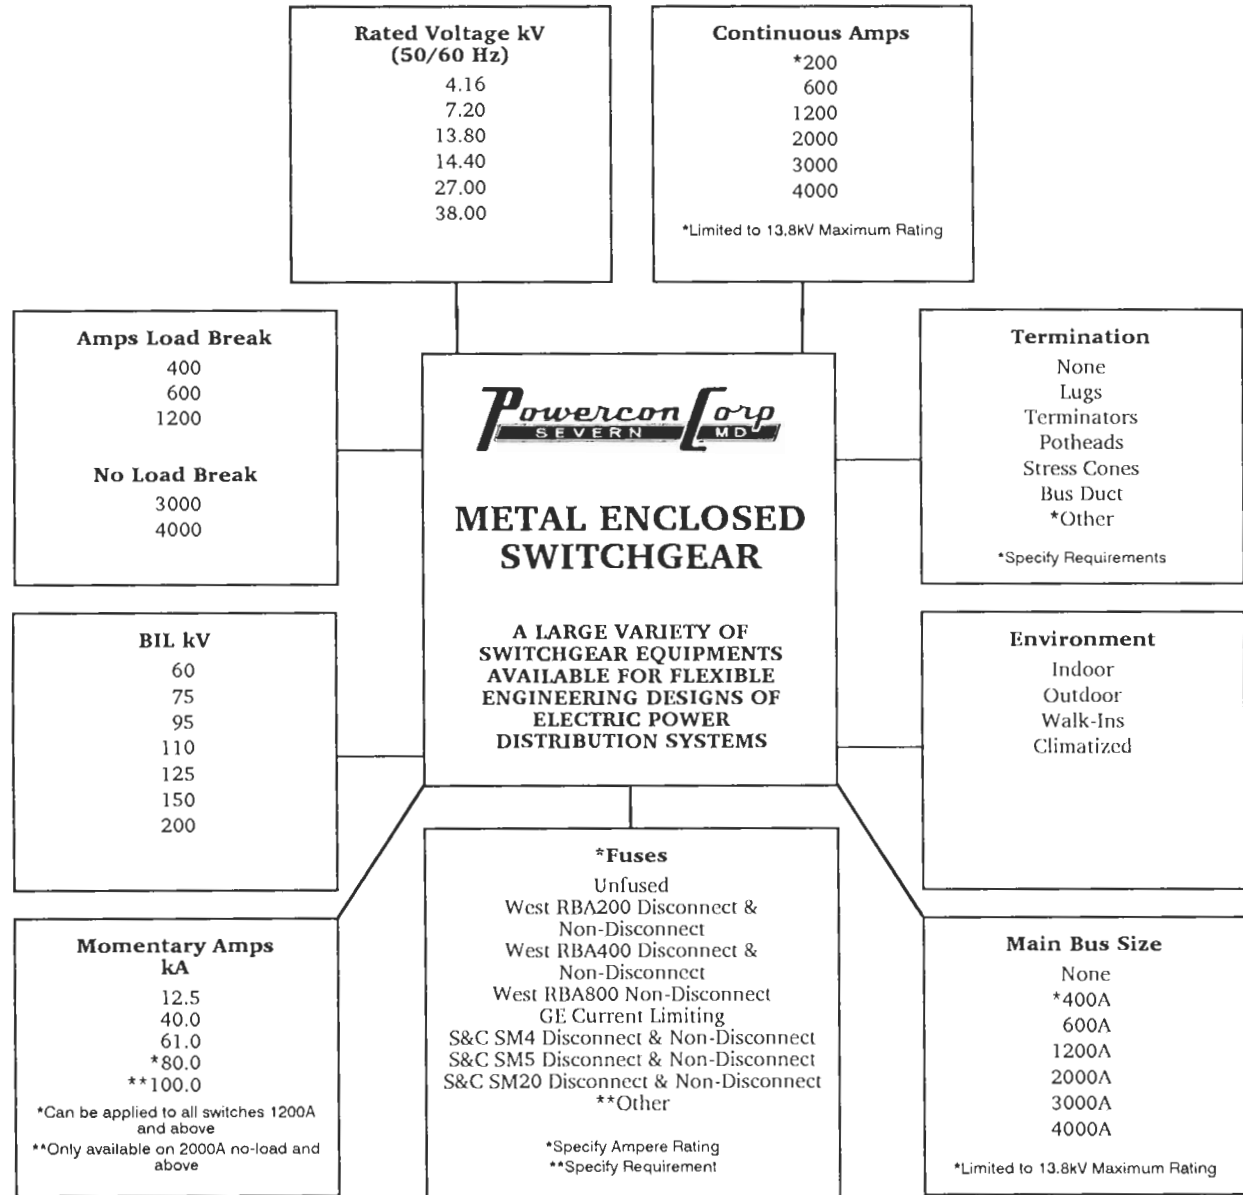 Rated Voltage kV
(50/60 Hz)
4.16
7.20
13.80
14.40
27.00
38.00
Continuous Amps
*200
600
1200
2000
3000
4000
*Limited to 13,8kV Maximum Rating
Amps Load Break
400
600
1200
No Load Break
3000
4000
Powercon Corp
SEVERN MD
METAL ENCLOSED
SWITCHGEAR
A LARGE VARIETY OF
SWITCHGEAR EQUIPMENTS
AVAILABLE FOR FLEXIBLE
ENGINEERING DESIGNS OF
ELECTRIC POWER
DISTRIBUTION SYSTEMS
Termination
None
Lugs
Terminators
Potheads
Stress Cones
Bus Duct
*Other
*Specify Requirements
BIL kV
60
75
95
110
125
150
200
Environment
Indoor
Outdoor
Walk-Ins
Climatized
Momentary Amps
kA
12.5
40.0
61.0
*80.0
**100.0
*Can be applied to all switches 1200A
and above
**Only available on 2000A no-load and
above
*Fuses
Unfused
West RBA200 Disconnect &
Non-Disconnect
West RBA400 Disconnect &
Non-Disconnect
West RBA800 Non-Disconnect
GE Current Limiting
S&C SM4 Disconnect & Non-Disconnect
S&C SM5 Disconnect & Non-Disconnect
S&C SM20 Disconnect & Non-Disconnect
**Other
*Specify Ampere Rating
**Specify Requirement
Main Bus Size
None
*400A
600A
1200A
2000A
3000A
4000A
*Limited to 13.8kV Maximum Rating